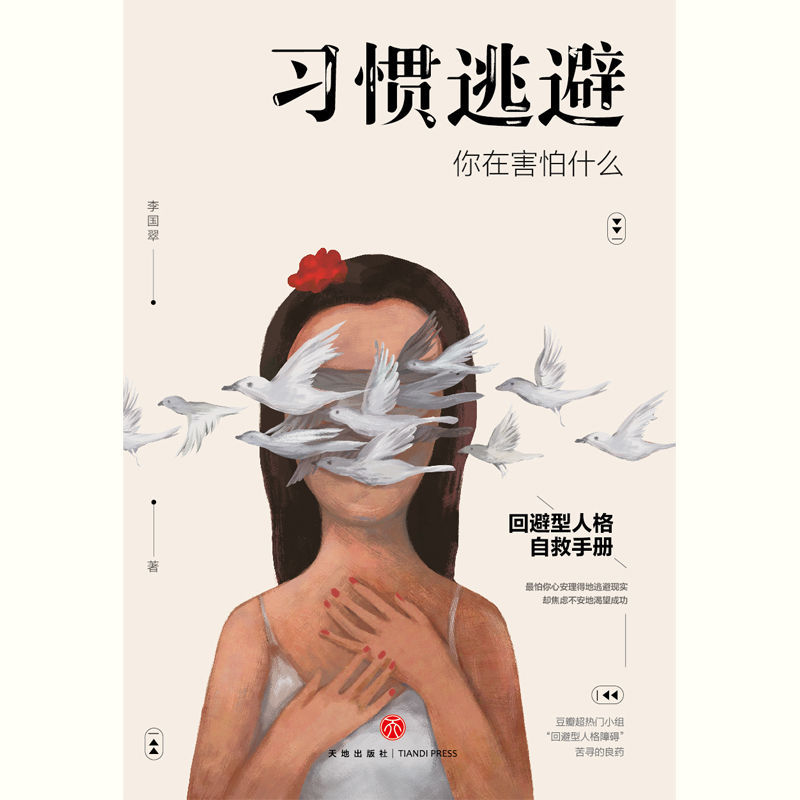 习惯逃避
你在害怕什么
李国翠
著
回避型人格
自救手册
最怕你心安理得地逃避现实
却焦虑不安地渴望成功
豆瓣超热门小组
“回避型人格障碍”
苦寻的良药
天地出版社 | TIANDI PRESS